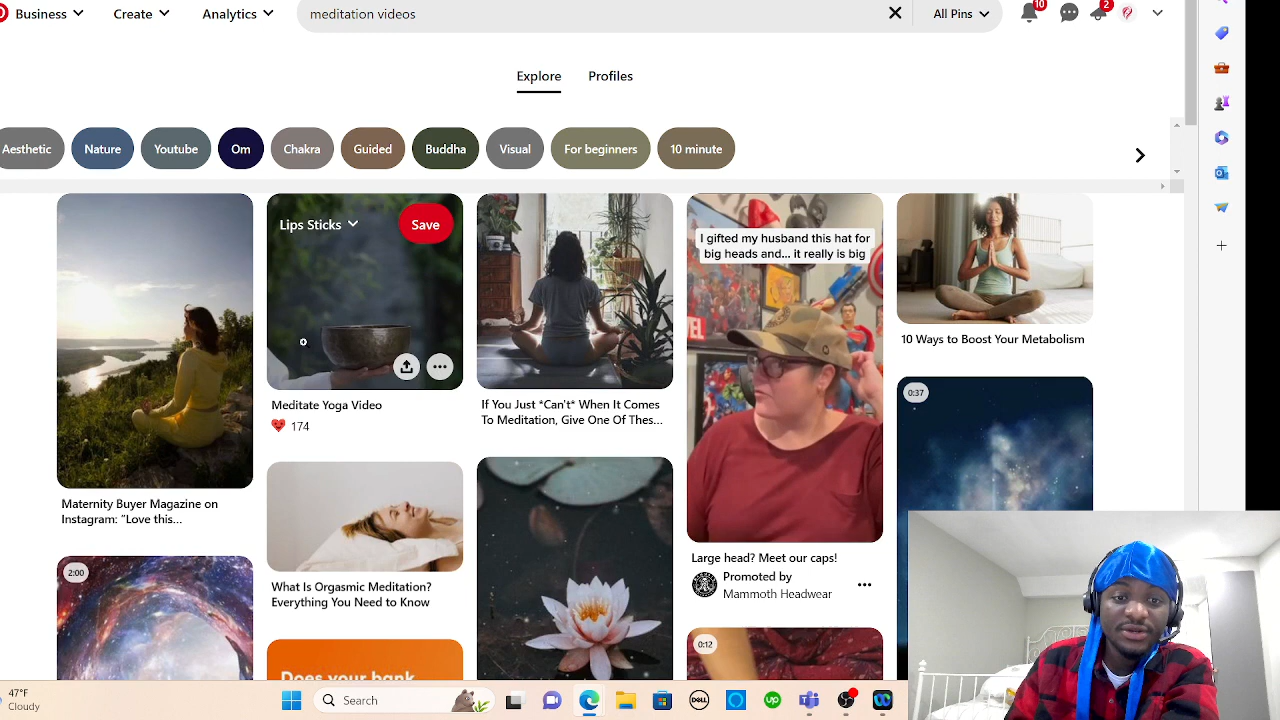 Business
Create
Analytics
meditation videos
All Pins
10
2
Explore
Profiles
Aesthetic
Nature
Youtube
Om
Chakra
Guided
Buddha
Visual
For beginners
10 minute
Lips Sticks
Save
I gifted my husband this hat for
big heads and... it really is big
10 Ways to Boost Your Metabolism
0:37
Meditate Yoga Video
174
If You Just *Can't* When It Comes
To Meditation, Give One Of Thes...
Maternity Buyer Magazine on
Instagram: “Love this...
2:00
What Is Orgasmic Meditation?
Everything You Need to Know
Large head? Meet our caps!
Promoted by
Mammoth Headwear
0:12
Does your bank
47°F
Cloudy
Search
DELL
up